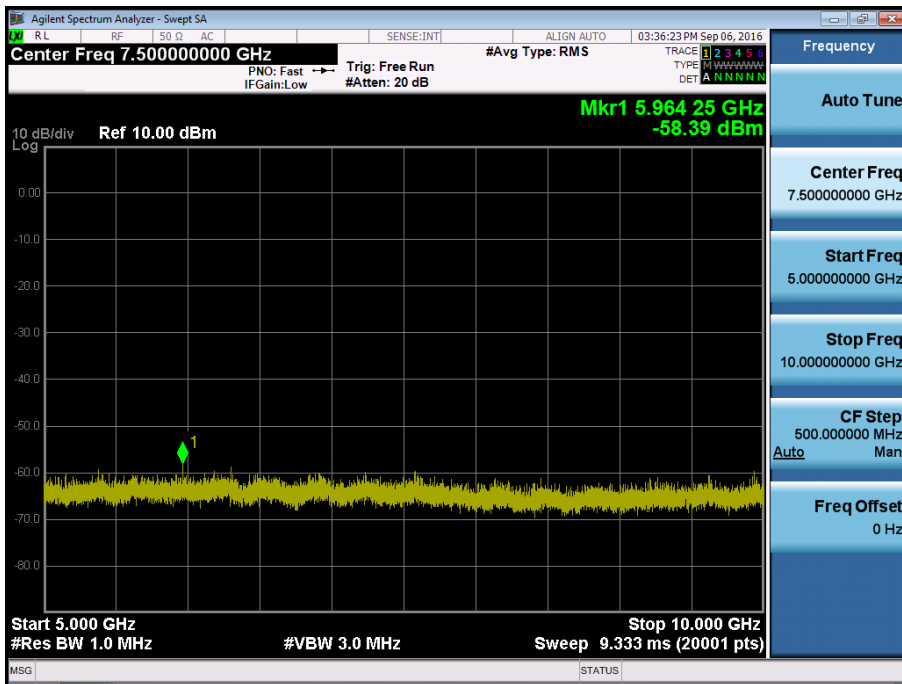 Agilent Spectrum Analyzer - Swept SA
LXI RL RF 50 Ω AC SENSE:INT ALIGN AUTO 03:36:23 PM Sep 06, 2016
Center Freq 7.500000000 GHz
PNO: Fast
IFGain:Low
Trig: Free Run
#Atten: 20 dB
#Avg Type: RMS
TRACE 1 2 3 4 5 6
TYPE M WWWWW
DET A N N N N N
Mkr1 5.964 25 GHz
-58.39 dBm
10 dB/div
Log
Ref 10.00 dBm
0.00
-10.0
-20.0
-30.0
-40.0
-50.0
-60.0
-70.0
-80.0
1
Start 5.000 GHz
Stop 10.000 GHz
#Res BW 1.0 MHz
#VBW 3.0 MHz
Sweep 9.333 ms (20001 pts)
MSG
STATUS
Frequency
Auto Tune
Center Freq
7.500000000 GHz
Start Freq
5.000000000 GHz
Stop Freq
10.000000000 GHz
CF Step
500.000000 MHz
Auto Man
Freq Offset
0 Hz